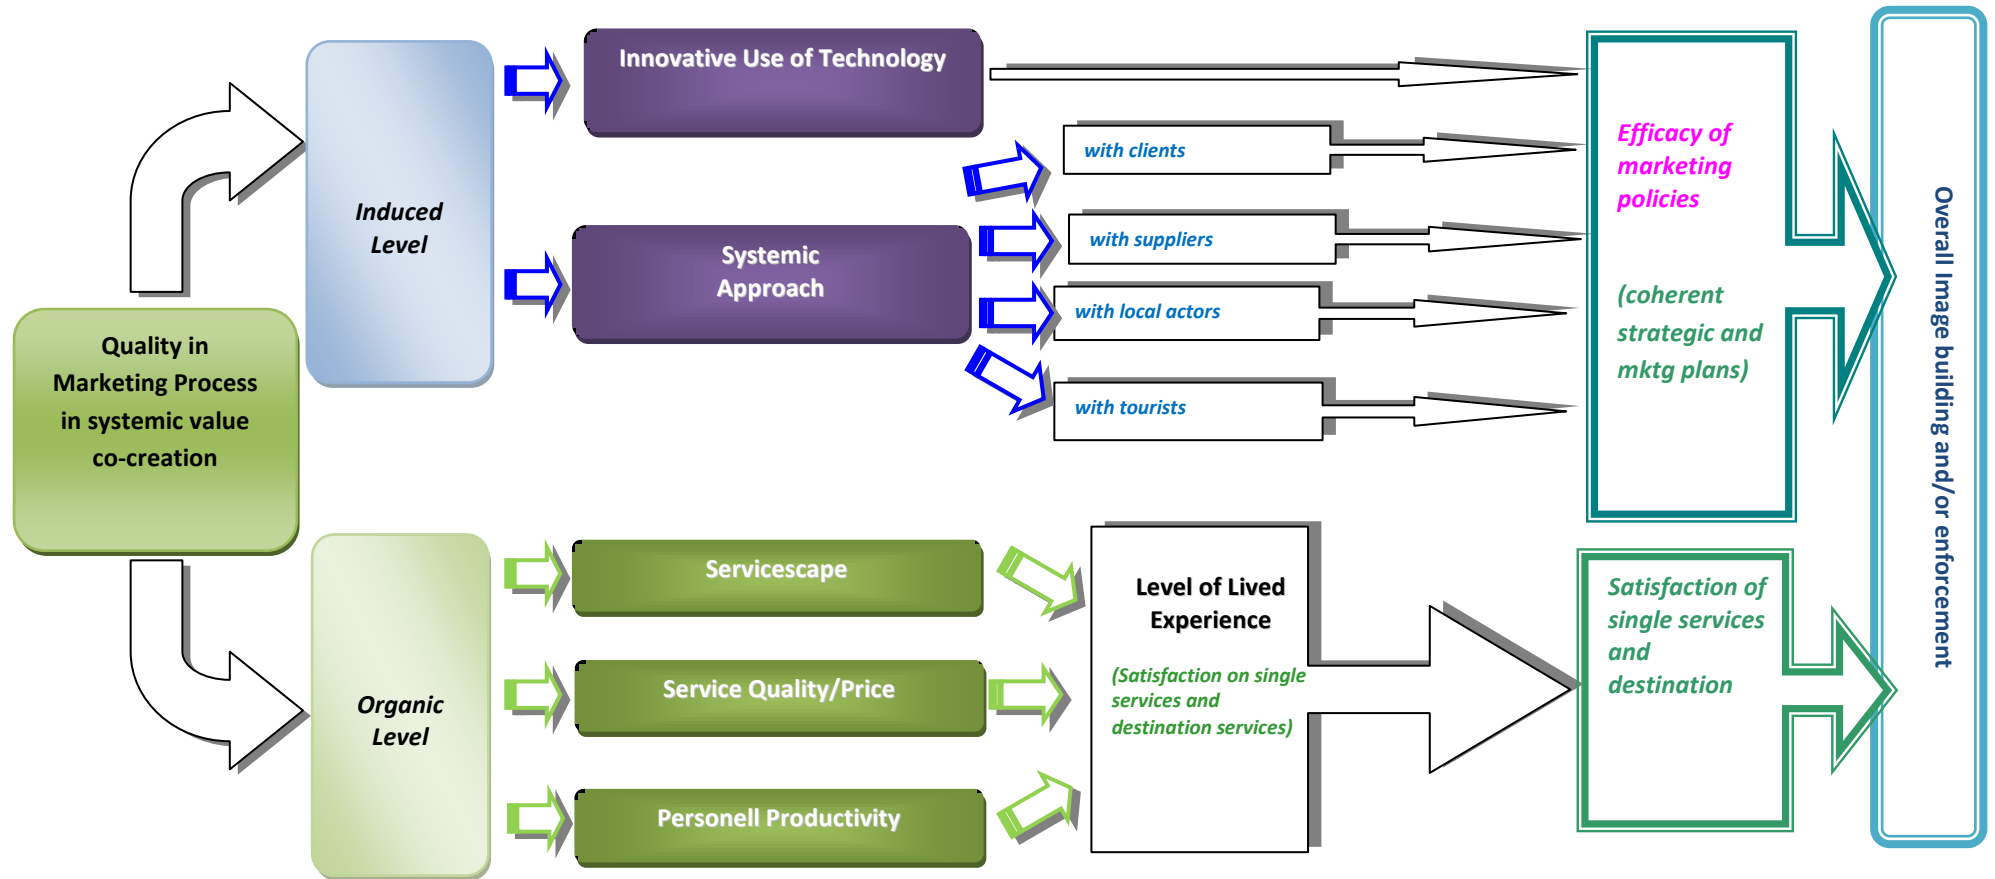 Quality in
Marketing Process
in systemic value
co-creation
Induced
Level
Innovative Use of Technology
Systemic
Approach
with clients
with suppliers
with local actors
with tourists
Efficacy of
marketing
policies
(coherent
strategic and
mktg plans)
Organic
Level
Servicescape
Service Quality/Price
Personell Productivity
Level of Lived
Experience
(Satisfaction on single
services and
destination services)
Satisfaction of
single services
and
destination
Overall Image building and/or enforcement